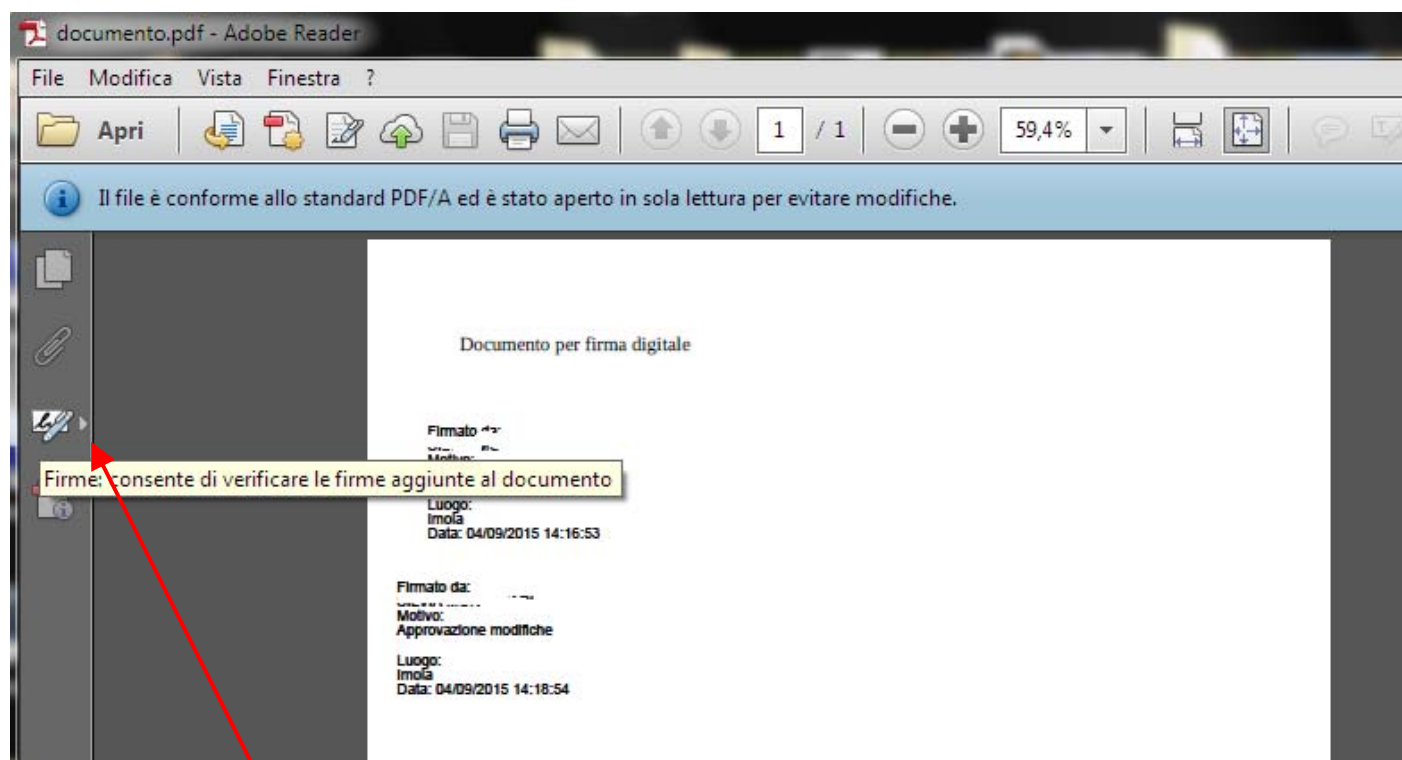 documento.pdf - Adobe Reader
File Modifica Vista Finestra ?
Apri 1 / 1 59,4%
Il file è conforme allo standard PDF/A ed è stato aperto in sola lettura per evitare modifiche.
Documento per firma digitale
Firmato da:
Motivo:
Firme: consente di verificare le firme aggiunte al documento
Luogo:
Imola
Data: 04/09/2015 14:16:53
Firmato da:
Motivo:
Approvazione modifiche
Luogo:
Imola
Data: 04/09/2015 14:18:54